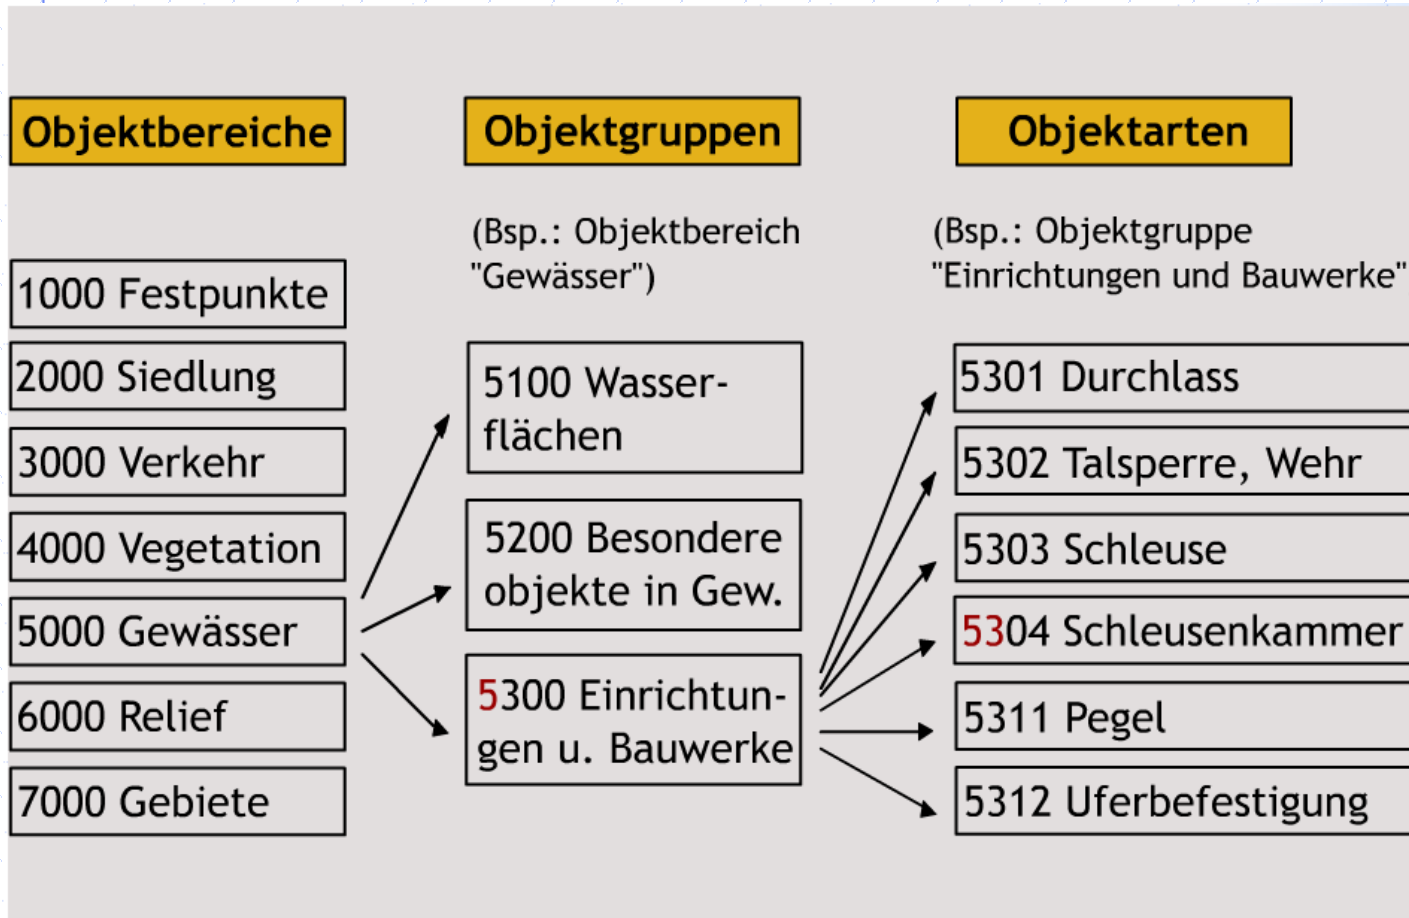 Objektbereiche
1000 Festpunkte
2000 Siedlung
3000 Verkehr
4000 Vegetation
5000 Gewässer
6000 Relief
7000 Gebiete
Objektgruppen
(Bsp.: Objektbereich
"Gewässer")
5100 Wasser-
flächen
5200 Besondere
objekte in Gew.
5300 Einrichtun-
gen u. Bauwerke
Objektarten
(Bsp.: Objektgruppe
"Einrichtungen und Bauwerke"
5301 Durchlass
5302 Talsperre, Wehr
5303 Schleuse
5304 Schleusenkammer
5311 Pegel
5312 Uferbefestigung